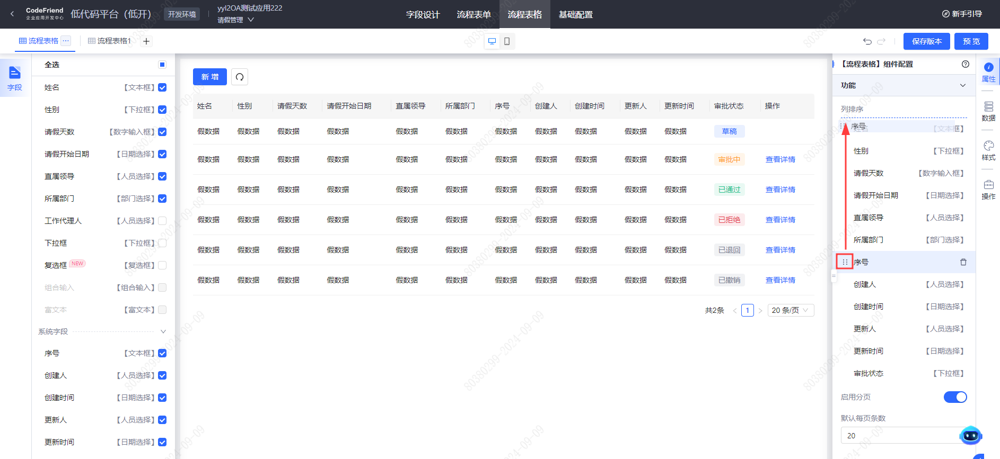 CodeFriend
企业应用开发中心
低代码平台（低开）
开发环境
yyl2OA测试应用222
请假管理
字段设计
流程表单
流程表格
基础配置
新手引导
流程表格
流程表格1
保存版本
预 览
字段
全选
姓名 【文本框】
性别 【下拉框】
请假天数 【数字输入框】
请假开始日期 【日期选择】
直属领导 【人员选择】
所属部门 【部门选择】
工作代理人 【人员选择】
下拉框 【下拉框】
复选框 NEW 【复选框】
组合输入 【组合输入】
富文本 【富文本】
系统字段
序号 【文本框】
创建人 【人员选择】
创建时间 【日期选择】
更新人 【人员选择】
更新时间 【日期选择】
新 增
姓名 性别 请假天数 请假开始日期 直属领导 所属部门 序号 创建人 创建时间 更新人 更新时间 审批状态 操作
假数据 假数据 假数据 假数据 假数据 假数据 假数据 假数据 假数据 假数据 假数据 草稿
假数据 假数据 假数据 假数据 假数据 假数据 假数据 假数据 假数据 假数据 假数据 审批中 查看详情
假数据 假数据 假数据 假数据 假数据 假数据 假数据 假数据 假数据 假数据 假数据 已通过 查看详情
假数据 假数据 假数据 假数据 假数据 假数据 假数据 假数据 假数据 假数据 假数据 已拒绝 查看详情
假数据 假数据 假数据 假数据 假数据 假数据 假数据 假数据 假数据 假数据 假数据 已退回 查看详情
假数据 假数据 假数据 假数据 假数据 假数据 假数据 假数据 假数据 假数据 假数据 已撤销 查看详情
共2条 < 1 > 20 条/页
【流程表格】组件配置
功能
列排序
序号
姓名 【文本框】
性别 【下拉框】
请假天数 【数字输入框】
请假开始日期 【日期选择】
直属领导 【人员选择】
所属部门 【部门选择】
序号
创建人 【人员选择】
创建时间 【日期选择】
更新人 【人员选择】
更新时间 【日期选择】
审批状态 【下拉框】
启用分页
默认每页条数
20
属性
数据
样式
操作
80380299-2024-09-09